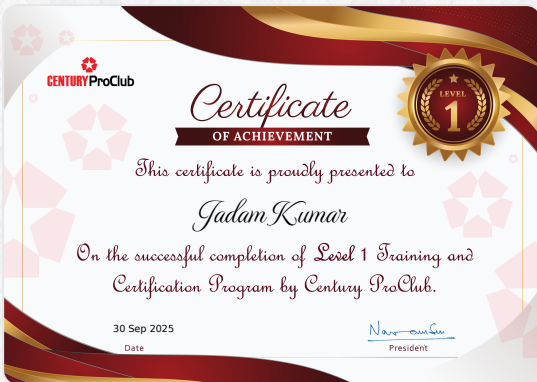 CENTURY ProClub
Certificate
OF ACHIEVEMENT
LEVEL
1
This certificate is proudly presented to
Jadam Kumar
On the successful completion of Level 1 Training and
Certification Program by Century ProClub.
30 Sep 2025
Date
President